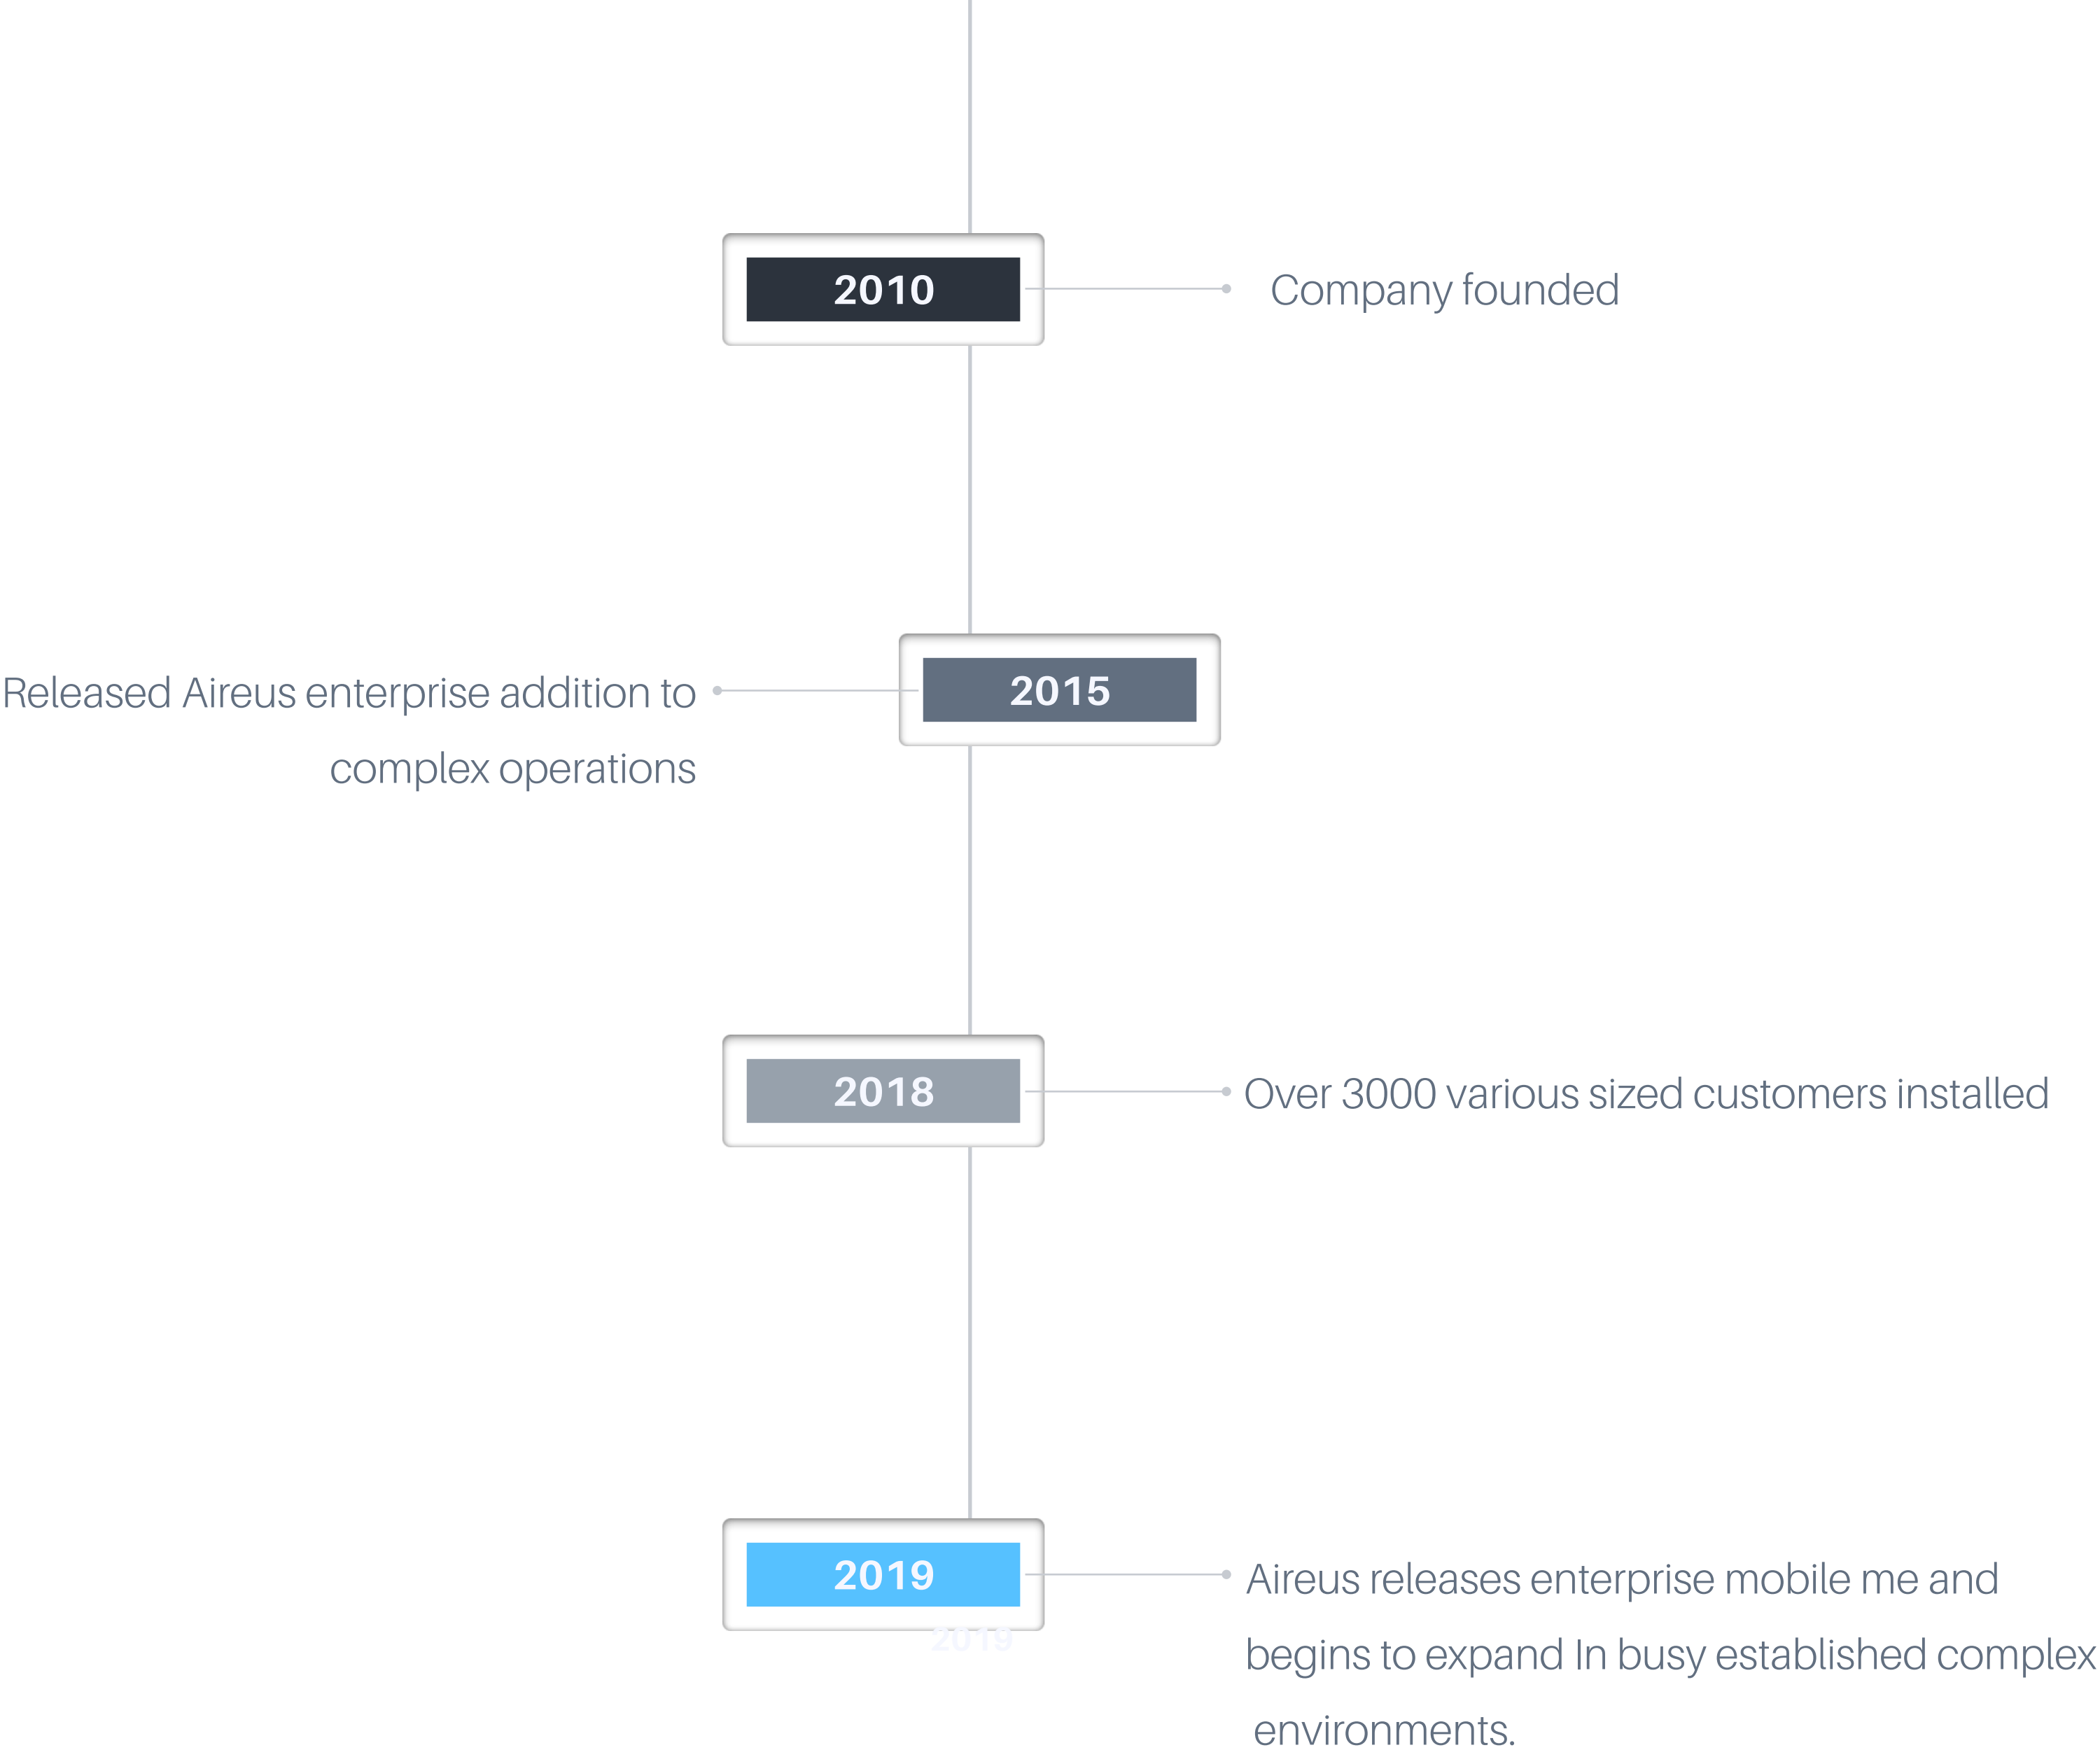 2010
Company founded
2015
Released Aireus enterprise addition to
complex operations
2018
Over 3000 various sized customers installed
2019
Aireus releases enterprise mobile me and
2019
begins to expand In busy established complex
environments.